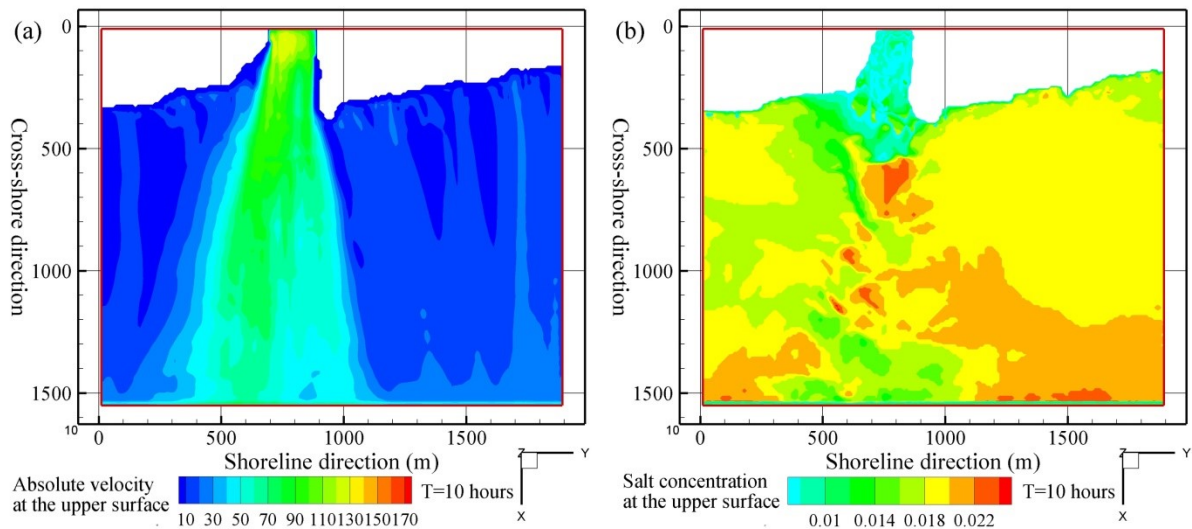 (a)
0
500
1000
1500
Cross-shore direction
10
0 500 1000 1500
Shoreline direction (m)
Absolute velocity
at the upper surface
10 30 50 70 90 110 130 150 170
T=10 hours
Z Y
X
(b)
0
500
1000
1500
Cross-shore direction
10
0 500 1000 1500
Shoreline direction (m)
Salt concentration
at the upper surface
0.01 0.014 0.018 0.022
T=10 hours
Z Y
X